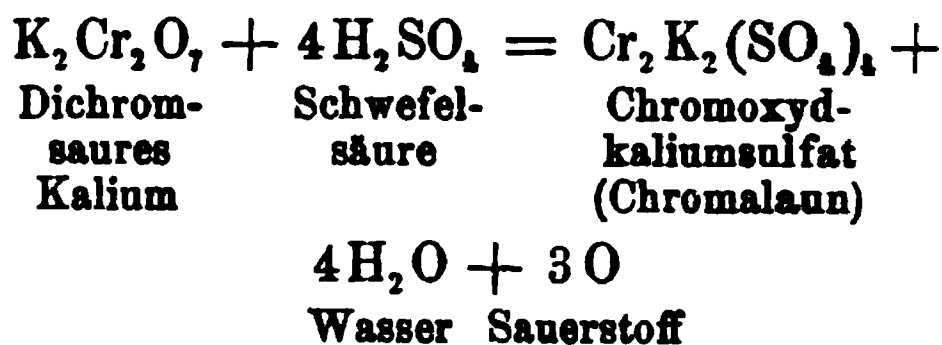 K₂Cr₂O₇ + 4H₂SO₄ = Cr₂K₂(SO₄)₄ +
Dichrom- Schwefel- Chromoxyd-
saures säure kaliumsulfat
Kalium (Chromalaun)
4H₂O + 3O
Wasser Sauerstoff